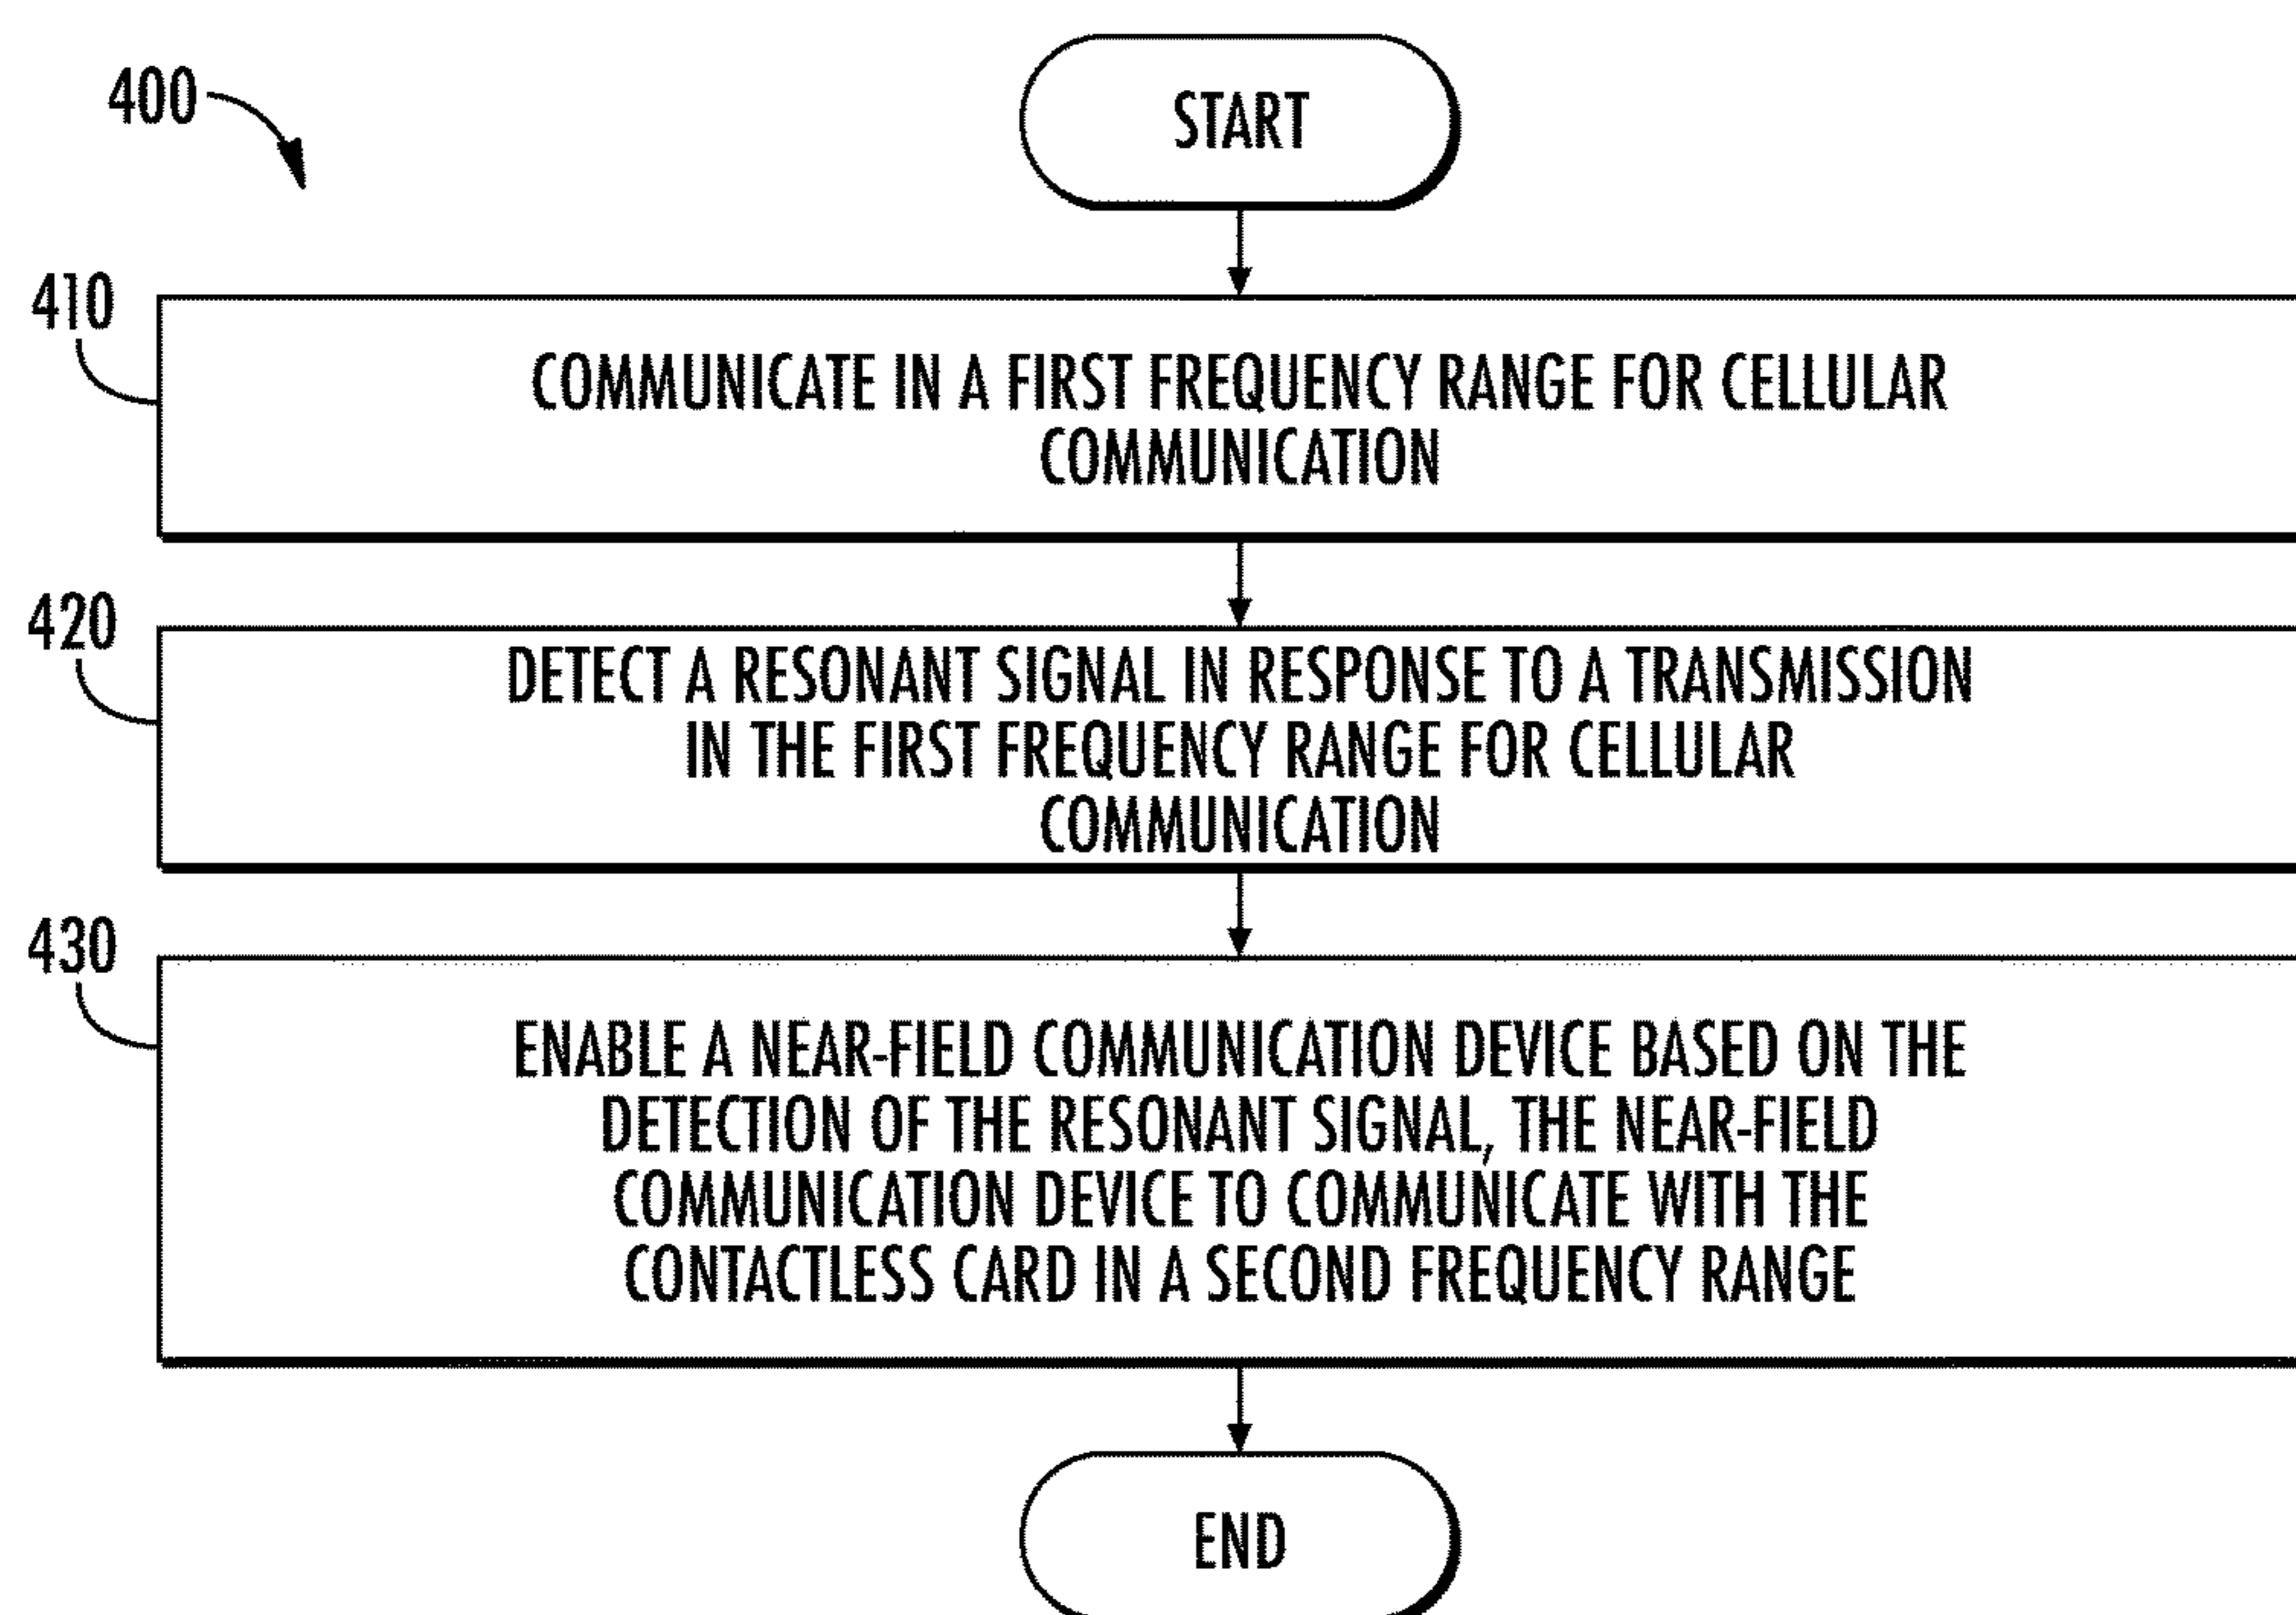 400
START
410
COMMUNICATE IN A FIRST FREQUENCY RANGE FOR CELLULAR
COMMUNICATION
420
DETECT A RESONANT SIGNAL IN RESPONSE TO A TRANSMISSION
IN THE FIRST FREQUENCY RANGE FOR CELLULAR
COMMUNICATION
430
ENABLE A NEAR-FIELD COMMUNICATION DEVICE BASED ON THE
DETECTION OF THE RESONANT SIGNAL, THE NEAR-FIELD
COMMUNICATION DEVICE TO COMMUNICATE WITH THE
CONTACTLESS CARD IN A SECOND FREQUENCY RANGE
END